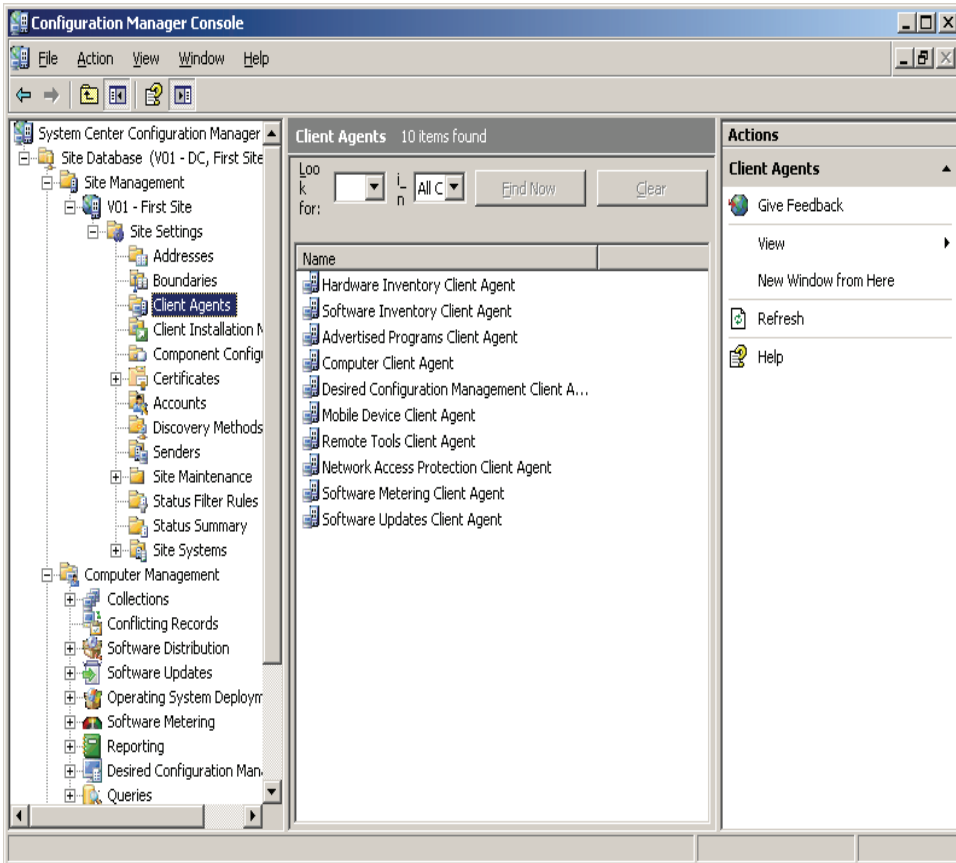 Configuration Manager Console
File Action View Window Help
System Center Configuration Manager
Site Database (V01 - DC, First Site
Site Management
V01 - First Site
Site Settings
Addresses
Boundaries
Client Agents
Client Installation M
Component Config
Certificates
Accounts
Discovery Methods
Senders
Site Maintenance
Status Filter Rules
Status Summary
Site Systems
Computer Management
Collections
Conflicting Records
Software Distribution
Software Updates
Operating System Deploym
Software Metering
Reporting
Desired Configuration Man
Queries
Client Agents 10 items found
Look for:
in
All C
Find Now
Clear
Name
Hardware Inventory Client Agent
Software Inventory Client Agent
Advertised Programs Client Agent
Computer Client Agent
Desired Configuration Management Client A...
Mobile Device Client Agent
Remote Tools Client Agent
Network Access Protection Client Agent
Software Metering Client Agent
Software Updates Client Agent
Actions
Client Agents
Give Feedback
View
New Window from Here
Refresh
Help